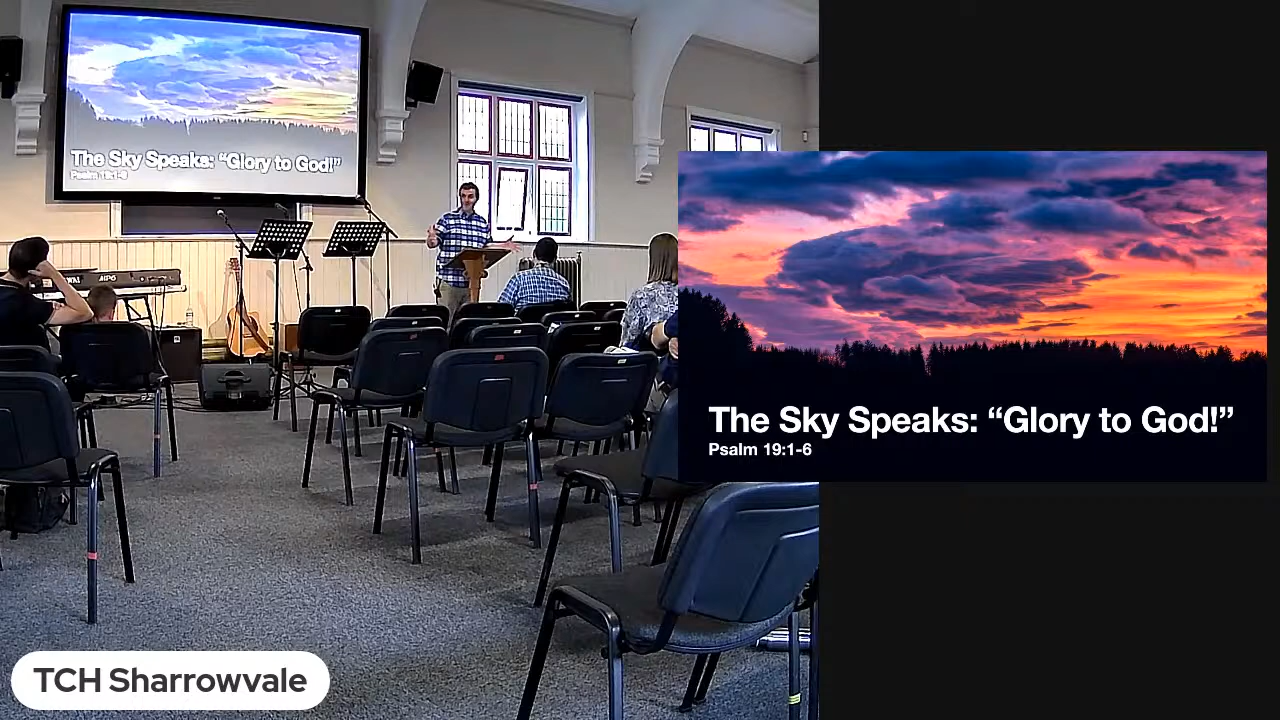 The Sky Speaks: “Glory to God!”
Psalm 19:1-6
The Sky Speaks: “Glory to God!”
Psalm 19:1-6
TCH Sharrowvale